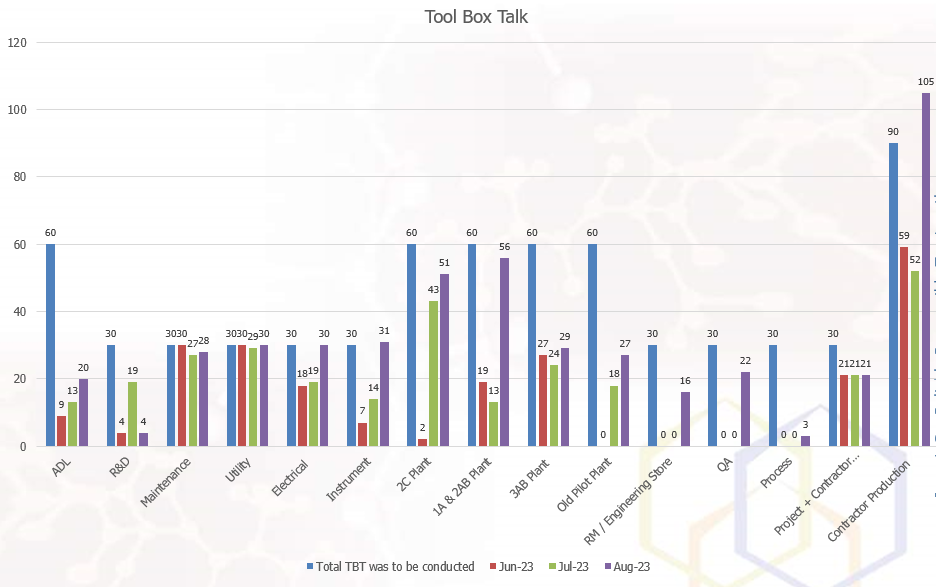 Tool Box Talk
120
100
80
60
40
20
0
60 9 13 20
30 4 19 4
30 30 27 28
30 30 29 30
30 18 19 30
30 7 14 31
60 2 43 51
60 19 13 56
60 27 24 29
60 0 18 27
30 0 0 16
30 0 0 22
30 0 0 3
30 21 21 21
90 59 52 105
ADL
R&D
Maintenance
Utility
Electrical
Instrument
2C Plant
1A & 2AB Plant
3AB Plant
Old Pilot Plant
RM / Engineering Store
QA
Process
Project + Contractor...
Contractor Production
Total TBT was to be conducted Jun-23 Jul-23 Aug-23